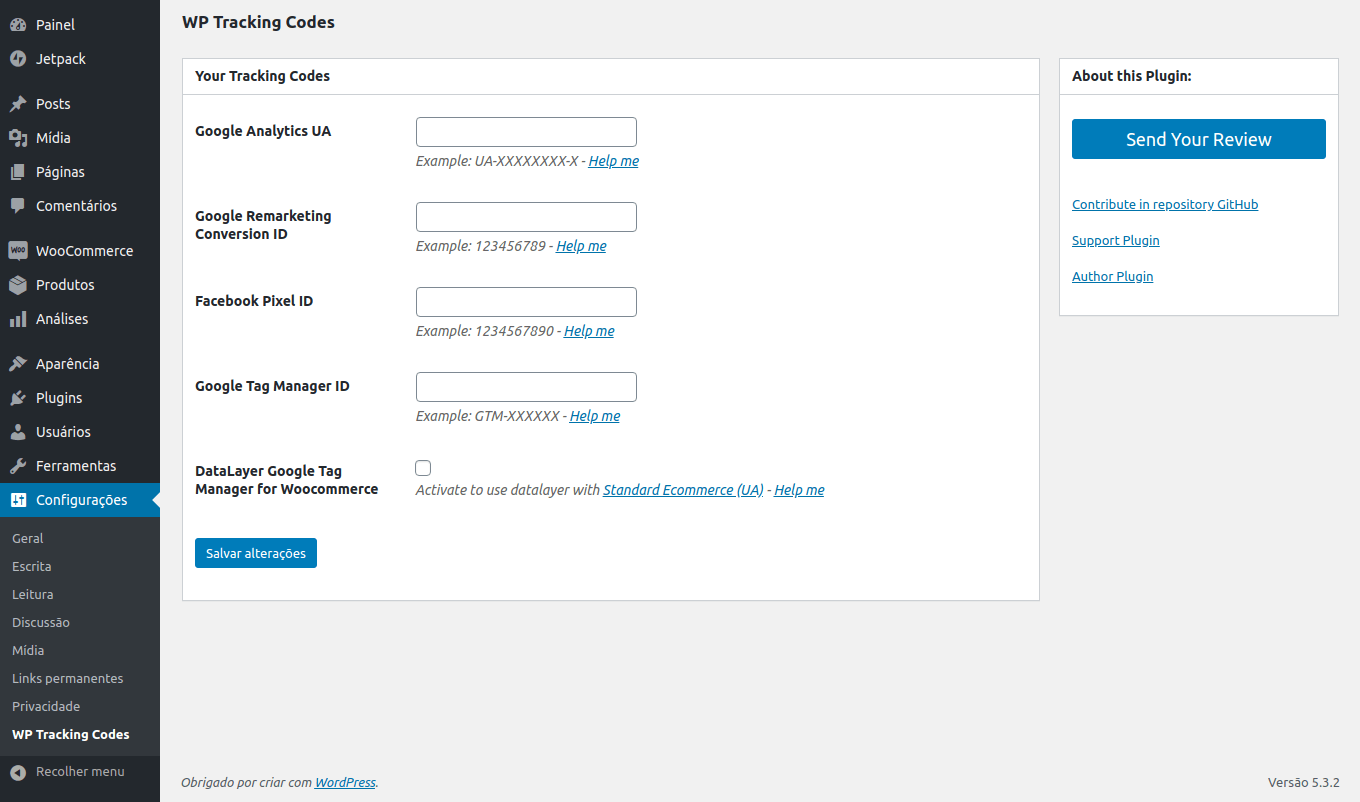 Painel
Jetpack
Posts
Mídia
Páginas
Comentários
WOO WooCommerce
Produtos
Análises
Aparência
Plugins
Usuários
Ferramentas
Configurações
Geral
Escrita
Leitura
Discussão
Mídia
Links permanentes
Privacidade
WP Tracking Codes
Recolher menu
WP Tracking Codes
Your Tracking Codes
Google Analytics UA
Example: UA-XXXXXXXX-X - Help me
Google Remarketing
Conversion ID
Example: 123456789 - Help me
Facebook Pixel ID
Example: 1234567890 - Help me
Google Tag Manager ID
Example: GTM-XXXXXX - Help me
DataLayer Google Tag
Manager for Woocommerce
Activate to use datalayer with Standard Ecommerce (UA) - Help me
Salvar alterações
About this Plugin:
Send Your Review
Contribute in repository GitHub
Support Plugin
Author Plugin
Obrigado por criar com WordPress.
Versão 5.3.2